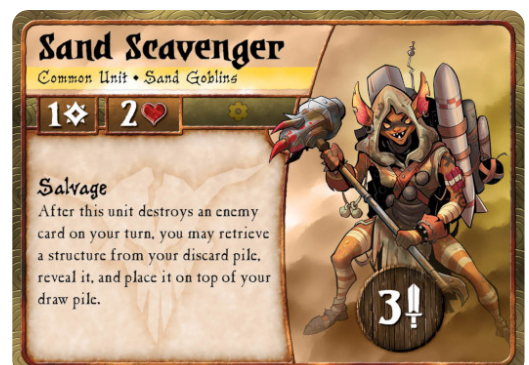 Sand Scavenger
Common Unit • Sand Goblins
1 2
Salvage
After this unit destroys an enemy
card on your turn, you may retrieve
a structure from your discard pile,
reveal it, and place it on top of your
draw pile.
3